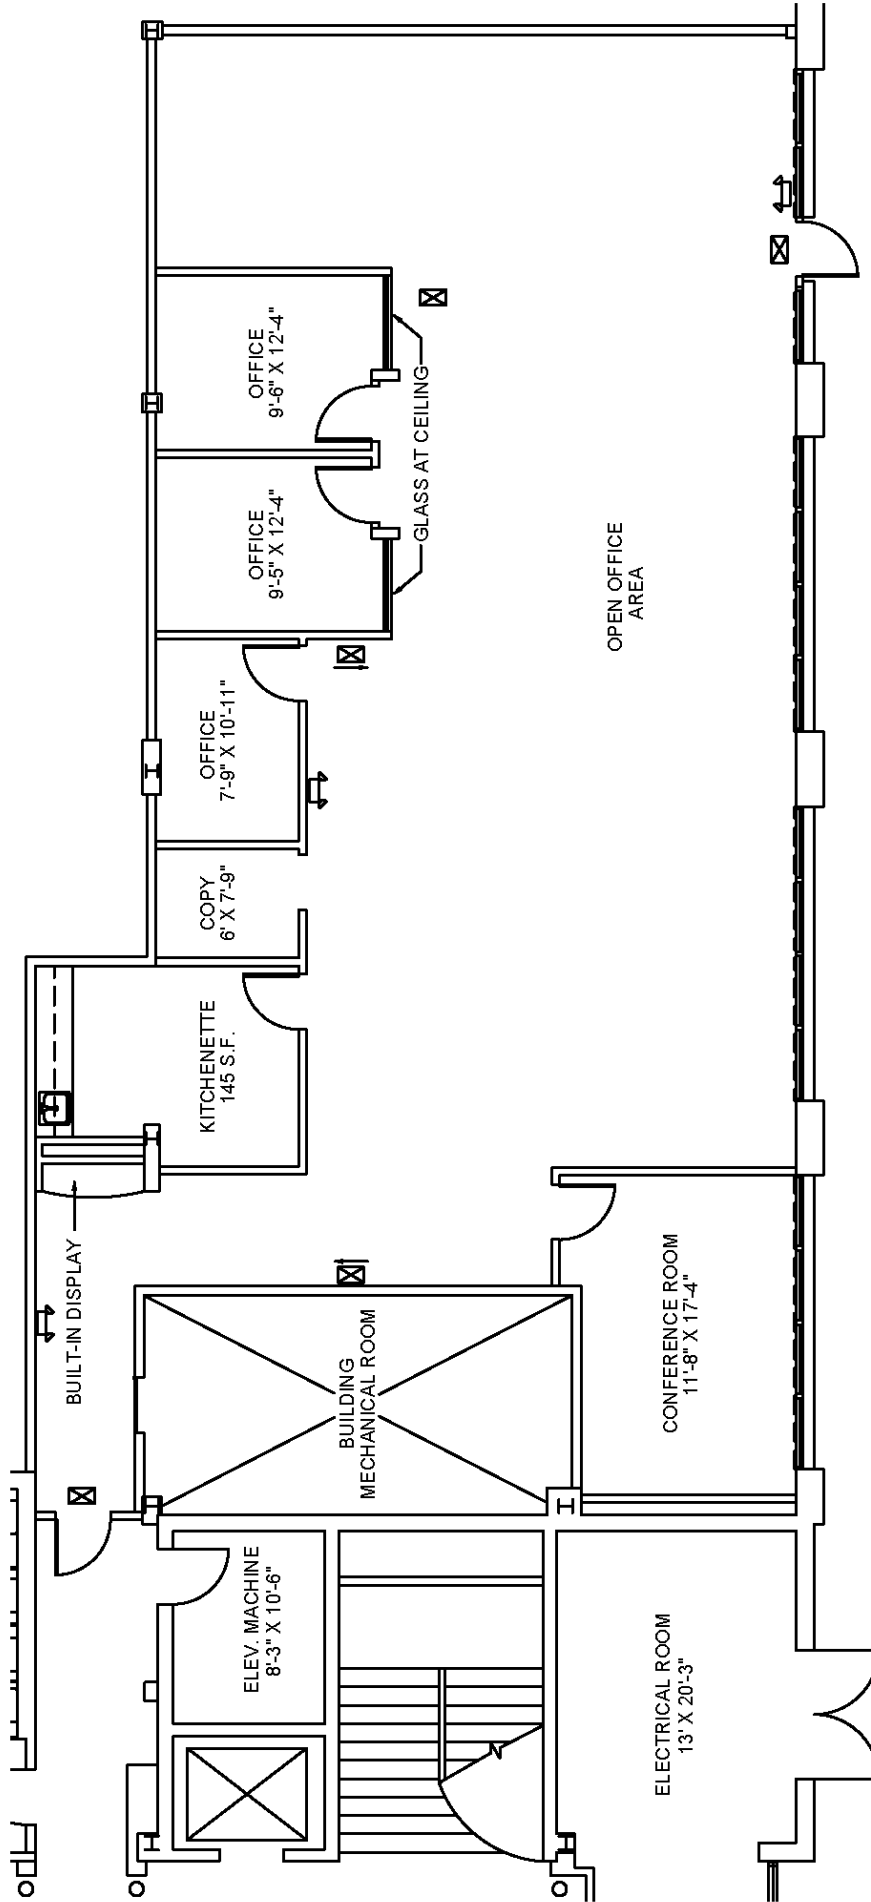 OFFICE
9'-6" X 12'-4"
OFFICE
9'-5" X 12'-4"
GLASS AT CEILING
OFFICE
7'-9" X 10'-11"
COPY
6' X 7'-9"
OPEN OFFICE
AREA
KITCHENETTE
145 S.F.
BUILT-IN DISPLAY
BUILDING
MECHANICAL ROOM
CONFERENCE ROOM
11'-8" X 17'-4"
ELEV. MACHINE
8'-3" X 10'-6"
ELECTRICAL ROOM
13' X 20'-3"